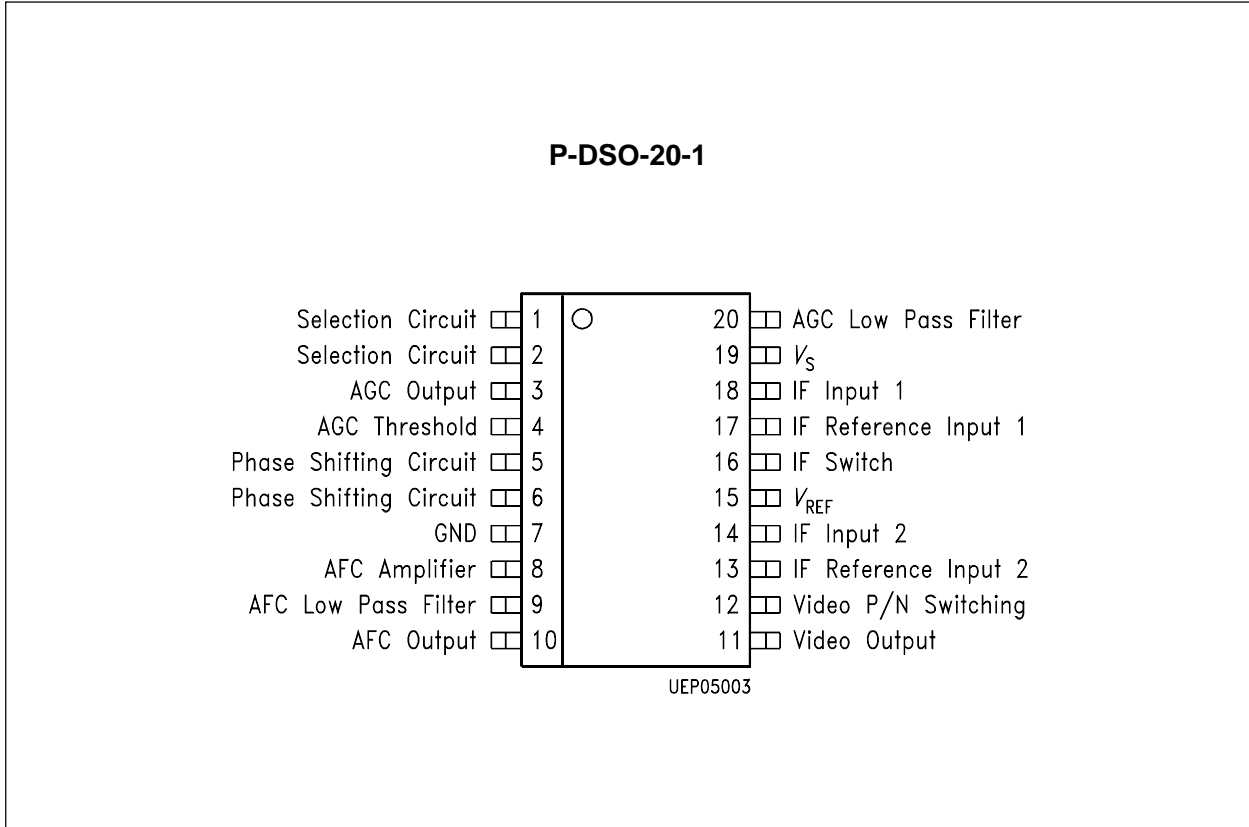 P-DSO-20-1
Selection Circuit 1 20 AGC Low Pass Filter
Selection Circuit 2 19 VS
AGC Output 3 18 IF Input 1
AGC Threshold 4 17 IF Reference Input 1
Phase Shifting Circuit 5 16 IF Switch
Phase Shifting Circuit 6 15 VREF
GND 7 14 IF Input 2
AFC Amplifier 8 13 IF Reference Input 2
AFC Low Pass Filter 9 12 Video P/N Switching
AFC Output 10 11 Video Output
UEP05003